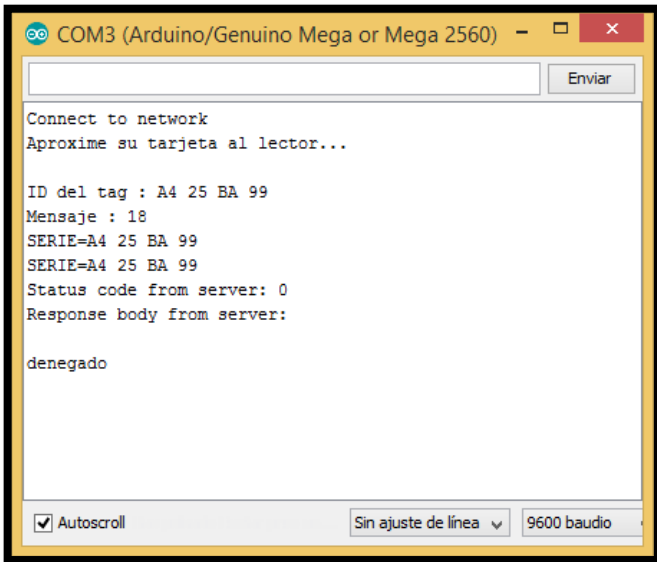 COM3 (Arduino/Genuino Mega or Mega 2560)
Enviar
Connect to network
Aproxime su tarjeta al lector...
ID del tag : A4 25 BA 99
Mensaje : 18
SERIE=A4 25 BA 99
SERIE=A4 25 BA 99
Status code from server: 0
Response body from server:
denegado
Autoscroll Sin ajuste de línea 9600 baudio